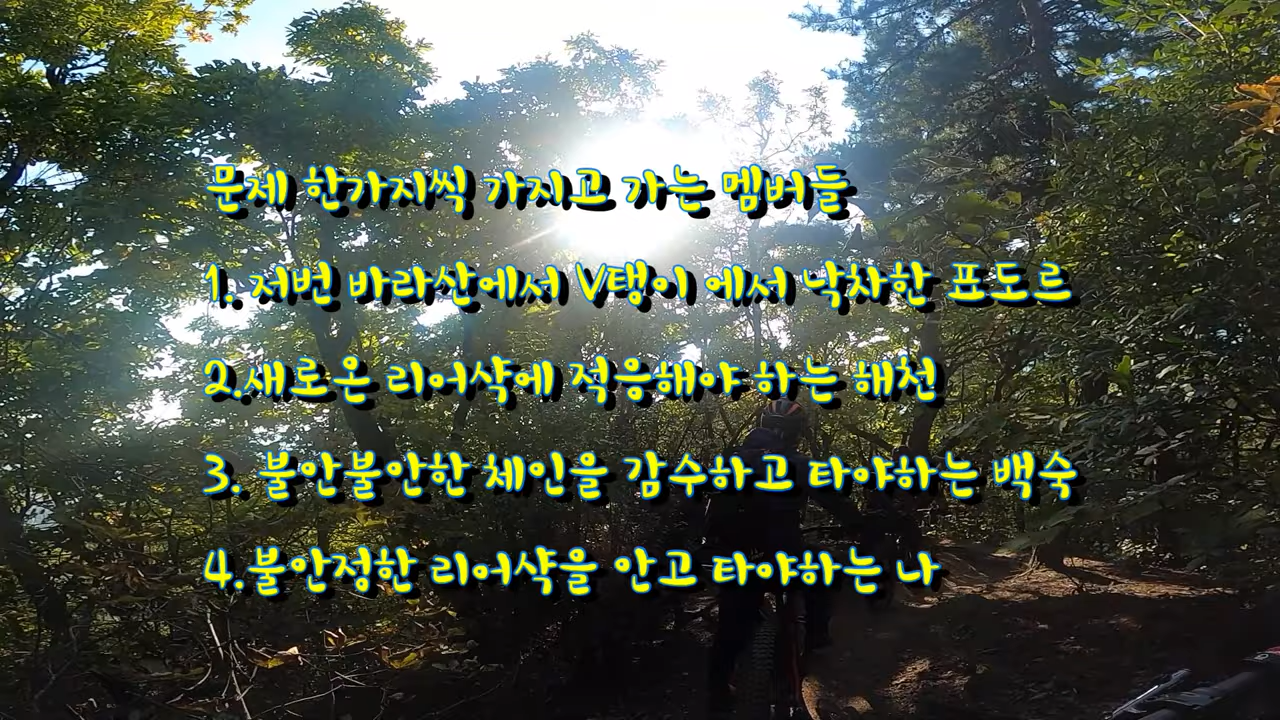 문제 한가지씩 가지고 가는 멤버들
1. 저번 바라산에서 V탱이 에서 낙차한 표도르
2.새로온 리어샥에 적응해야 하는 해천
3. 불안불안한 체인을 감수하고 타야하는 백숙
4.불안정한 리어샥을 안고 타야하는 나